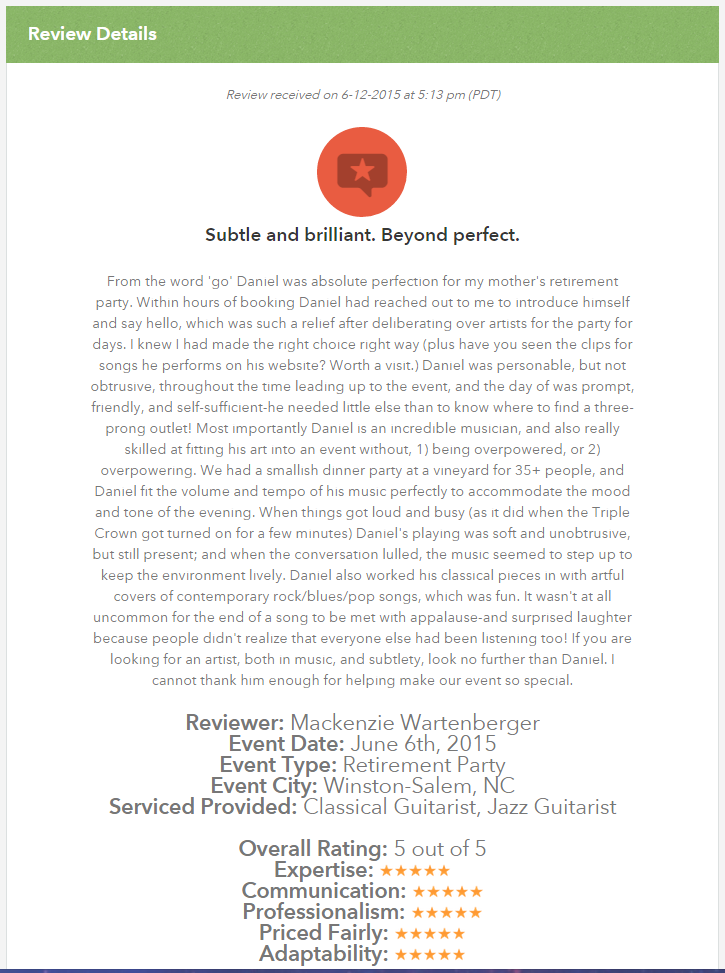 Review Details
Review received on 6-12-2015 at 5:13 pm (PDT)
Subtle and brilliant. Beyond perfect.
From the word 'go' Daniel was absolute perfection for my mother's retirement
party. Within hours of booking Daniel had reached out to me to introduce himself
and say hello, which was such a relief after deliberating over artists for the party for
days. I knew I had made the right choice right way (plus have you seen the clips for
songs he performs on his website? Worth a visit.) Daniel was personable, but not
obtrusive, throughout the time leading up to the event, and the day of was prompt,
friendly, and self-sufficient-he needed little else than to know where to find a three-
prong outlet! Most importantly Daniel is an incredible musician, and also really
skilled at fitting his art into an event without, 1) being overpowered, or 2)
overpowering. We had a smallish dinner party at a vineyard for 35+ people, and
Daniel fit the volume and tempo of his music perfectly to accommodate the mood
and tone of the evening. When things got loud and busy (as it did when the Triple
Crown got turned on for a few minutes) Daniel's playing was soft and unobtrusive,
but still present; and when the conversation lulled, the music seemed to step up to
keep the environment lively. Daniel also worked his classical pieces in with artful
covers of contemporary rock/blues/pop songs, which was fun. It wasn't at all
uncommon for the end of a song to be met with appalause-and surprised laughter
because people didn't realize that everyone else had been listening too! If you are
looking for an artist, both in music, and subtlety, look no further than Daniel. I
cannot thank him enough for helping make our event so special.
Reviewer: Mackenzie Wartenberger
Event Date: June 6th, 2015
Event Type: Retirement Party
Event City: Winston-Salem, NC
Serviced Provided: Classical Guitarist, Jazz Guitarist
Overall Rating: 5 out of 5
Expertise: ★★★★★
Communication: ★★★★★
Professionalism: ★★★★★
Priced Fairly: ★★★★★
Adaptability: ★★★★★